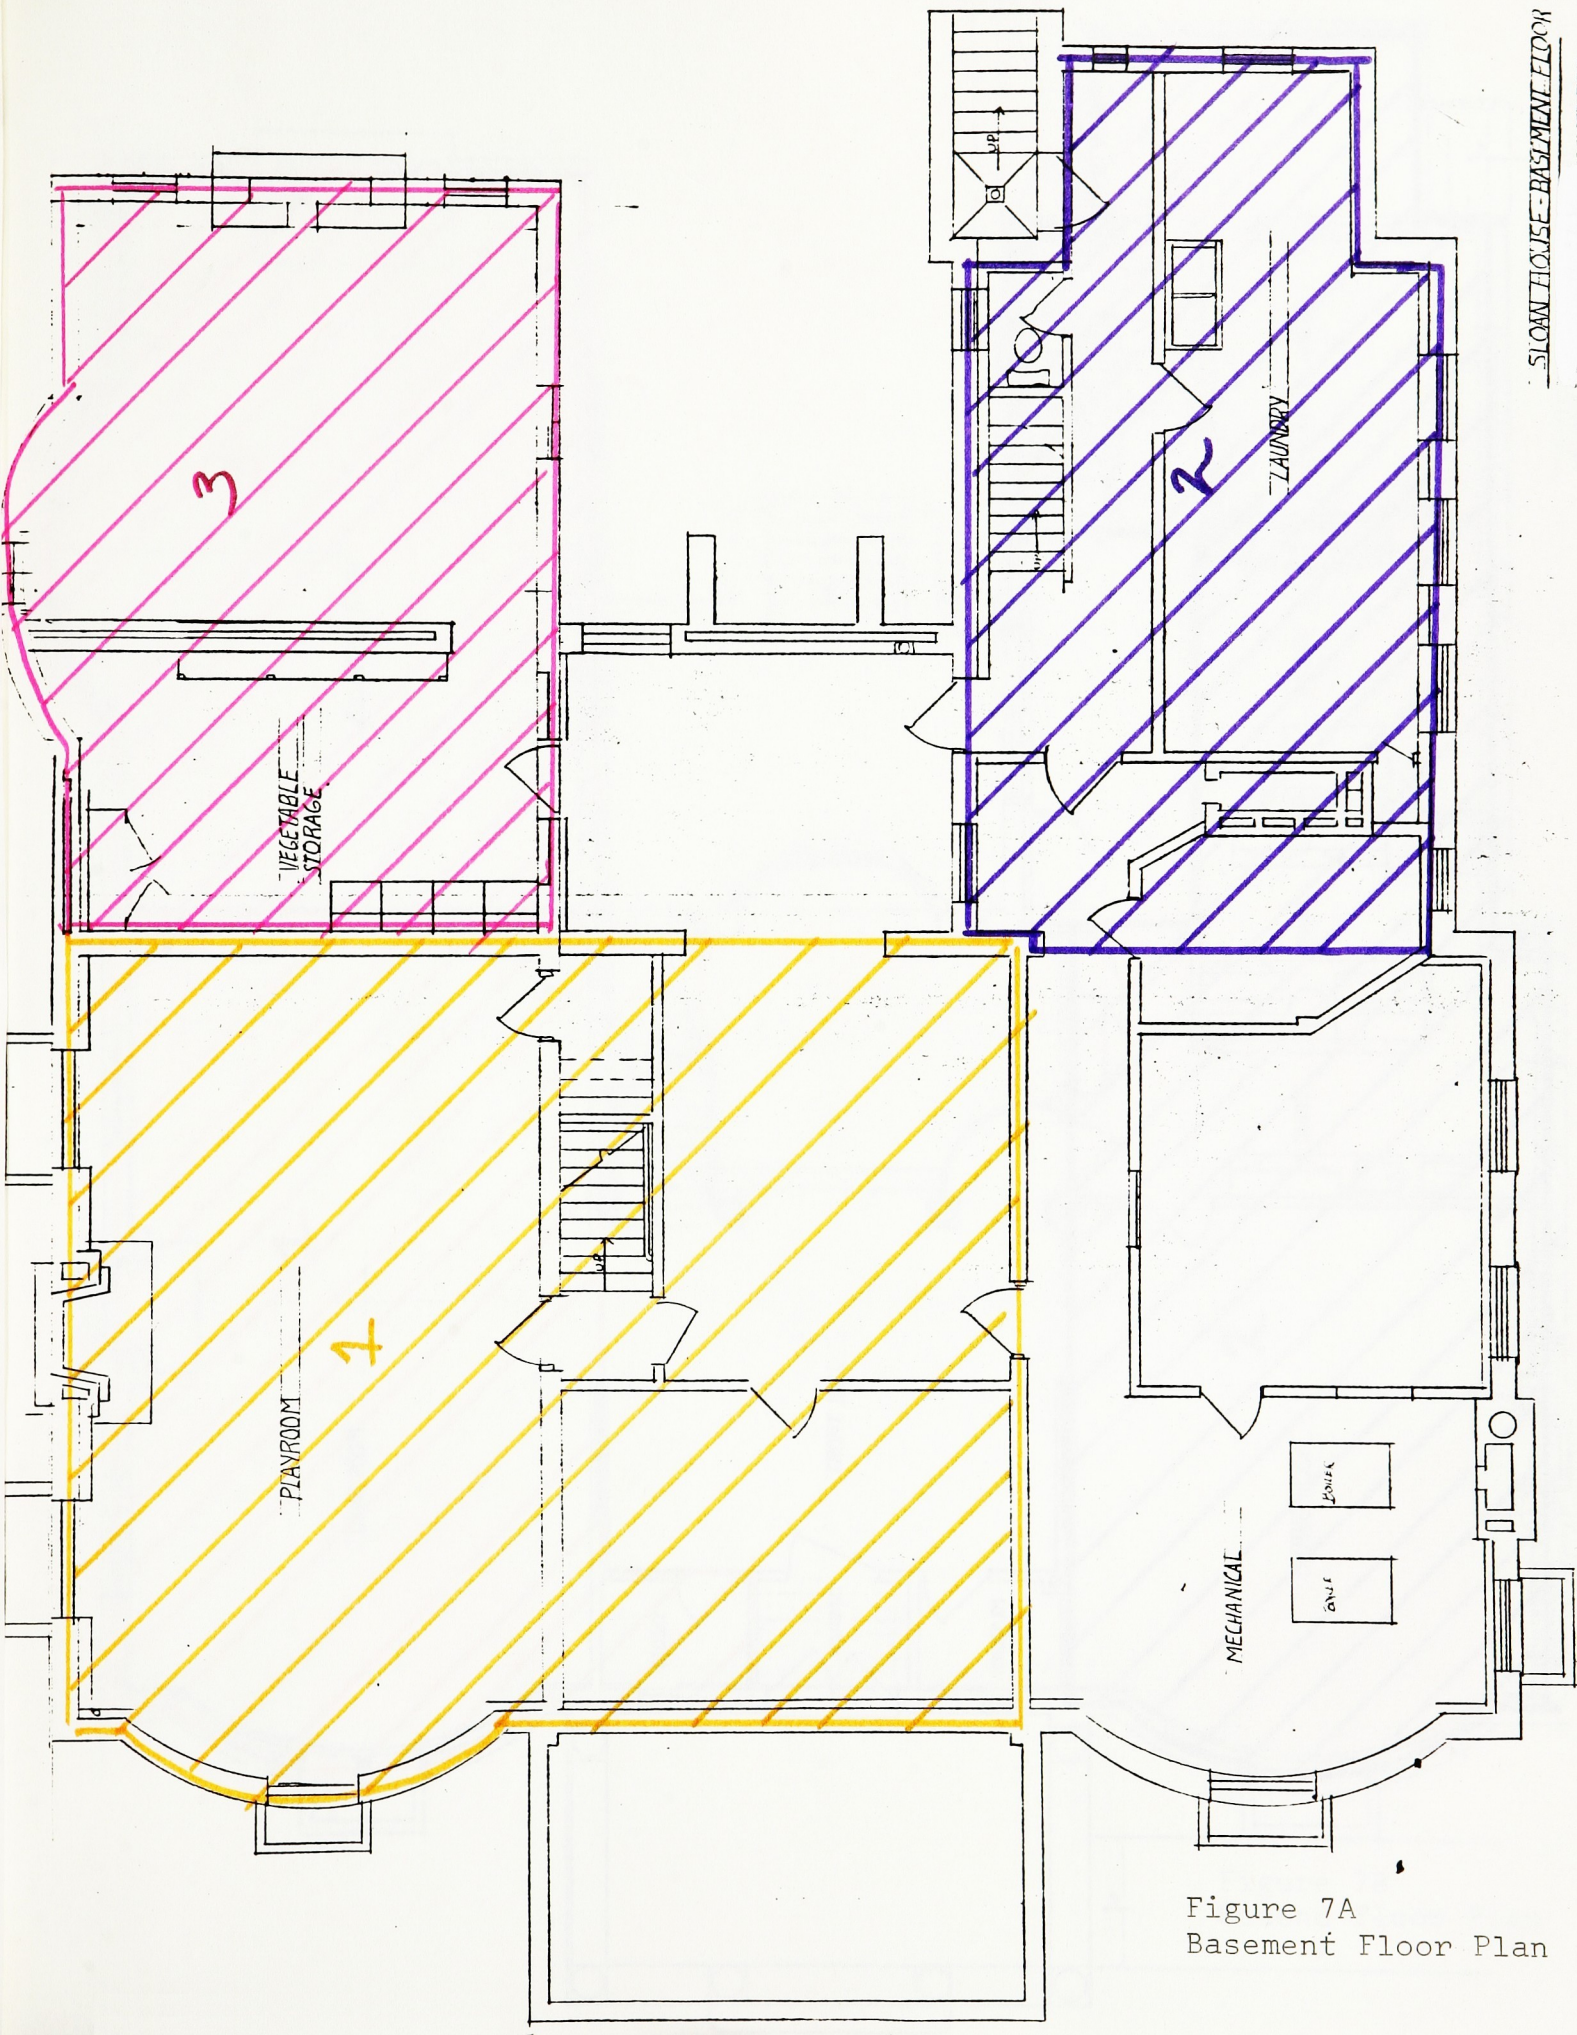 SLOAN HOUSE-BASEMENT FLOOR
UP
3
LAUNDRY
2
UP
VEGETABLE
STORAGE
UP
1
PLAYROOM
BOILER
MECHANICAL
Figure 7A
Basement Floor Plan